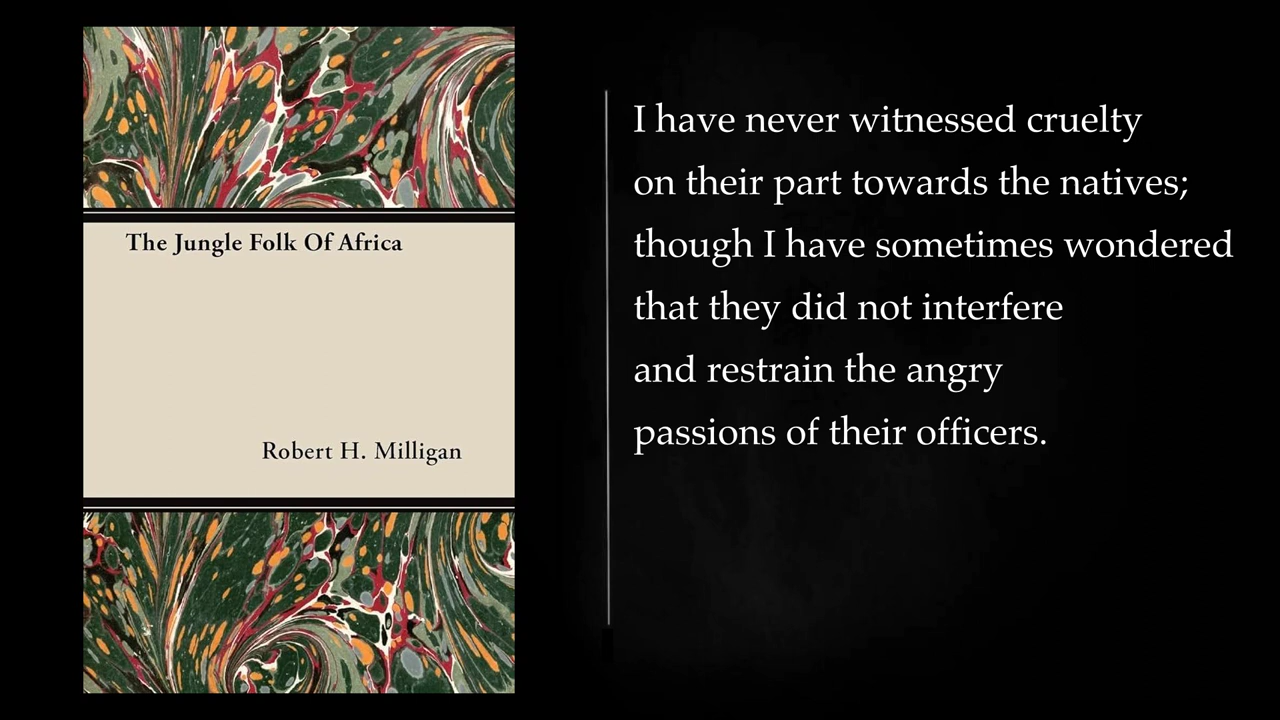 The Jungle Folk Of Africa
Robert H. Milligan
I have never witnessed cruelty
on their part towards the natives;
though I have sometimes wondered
that they did not interfere
and restrain the angry
passions of their officers.